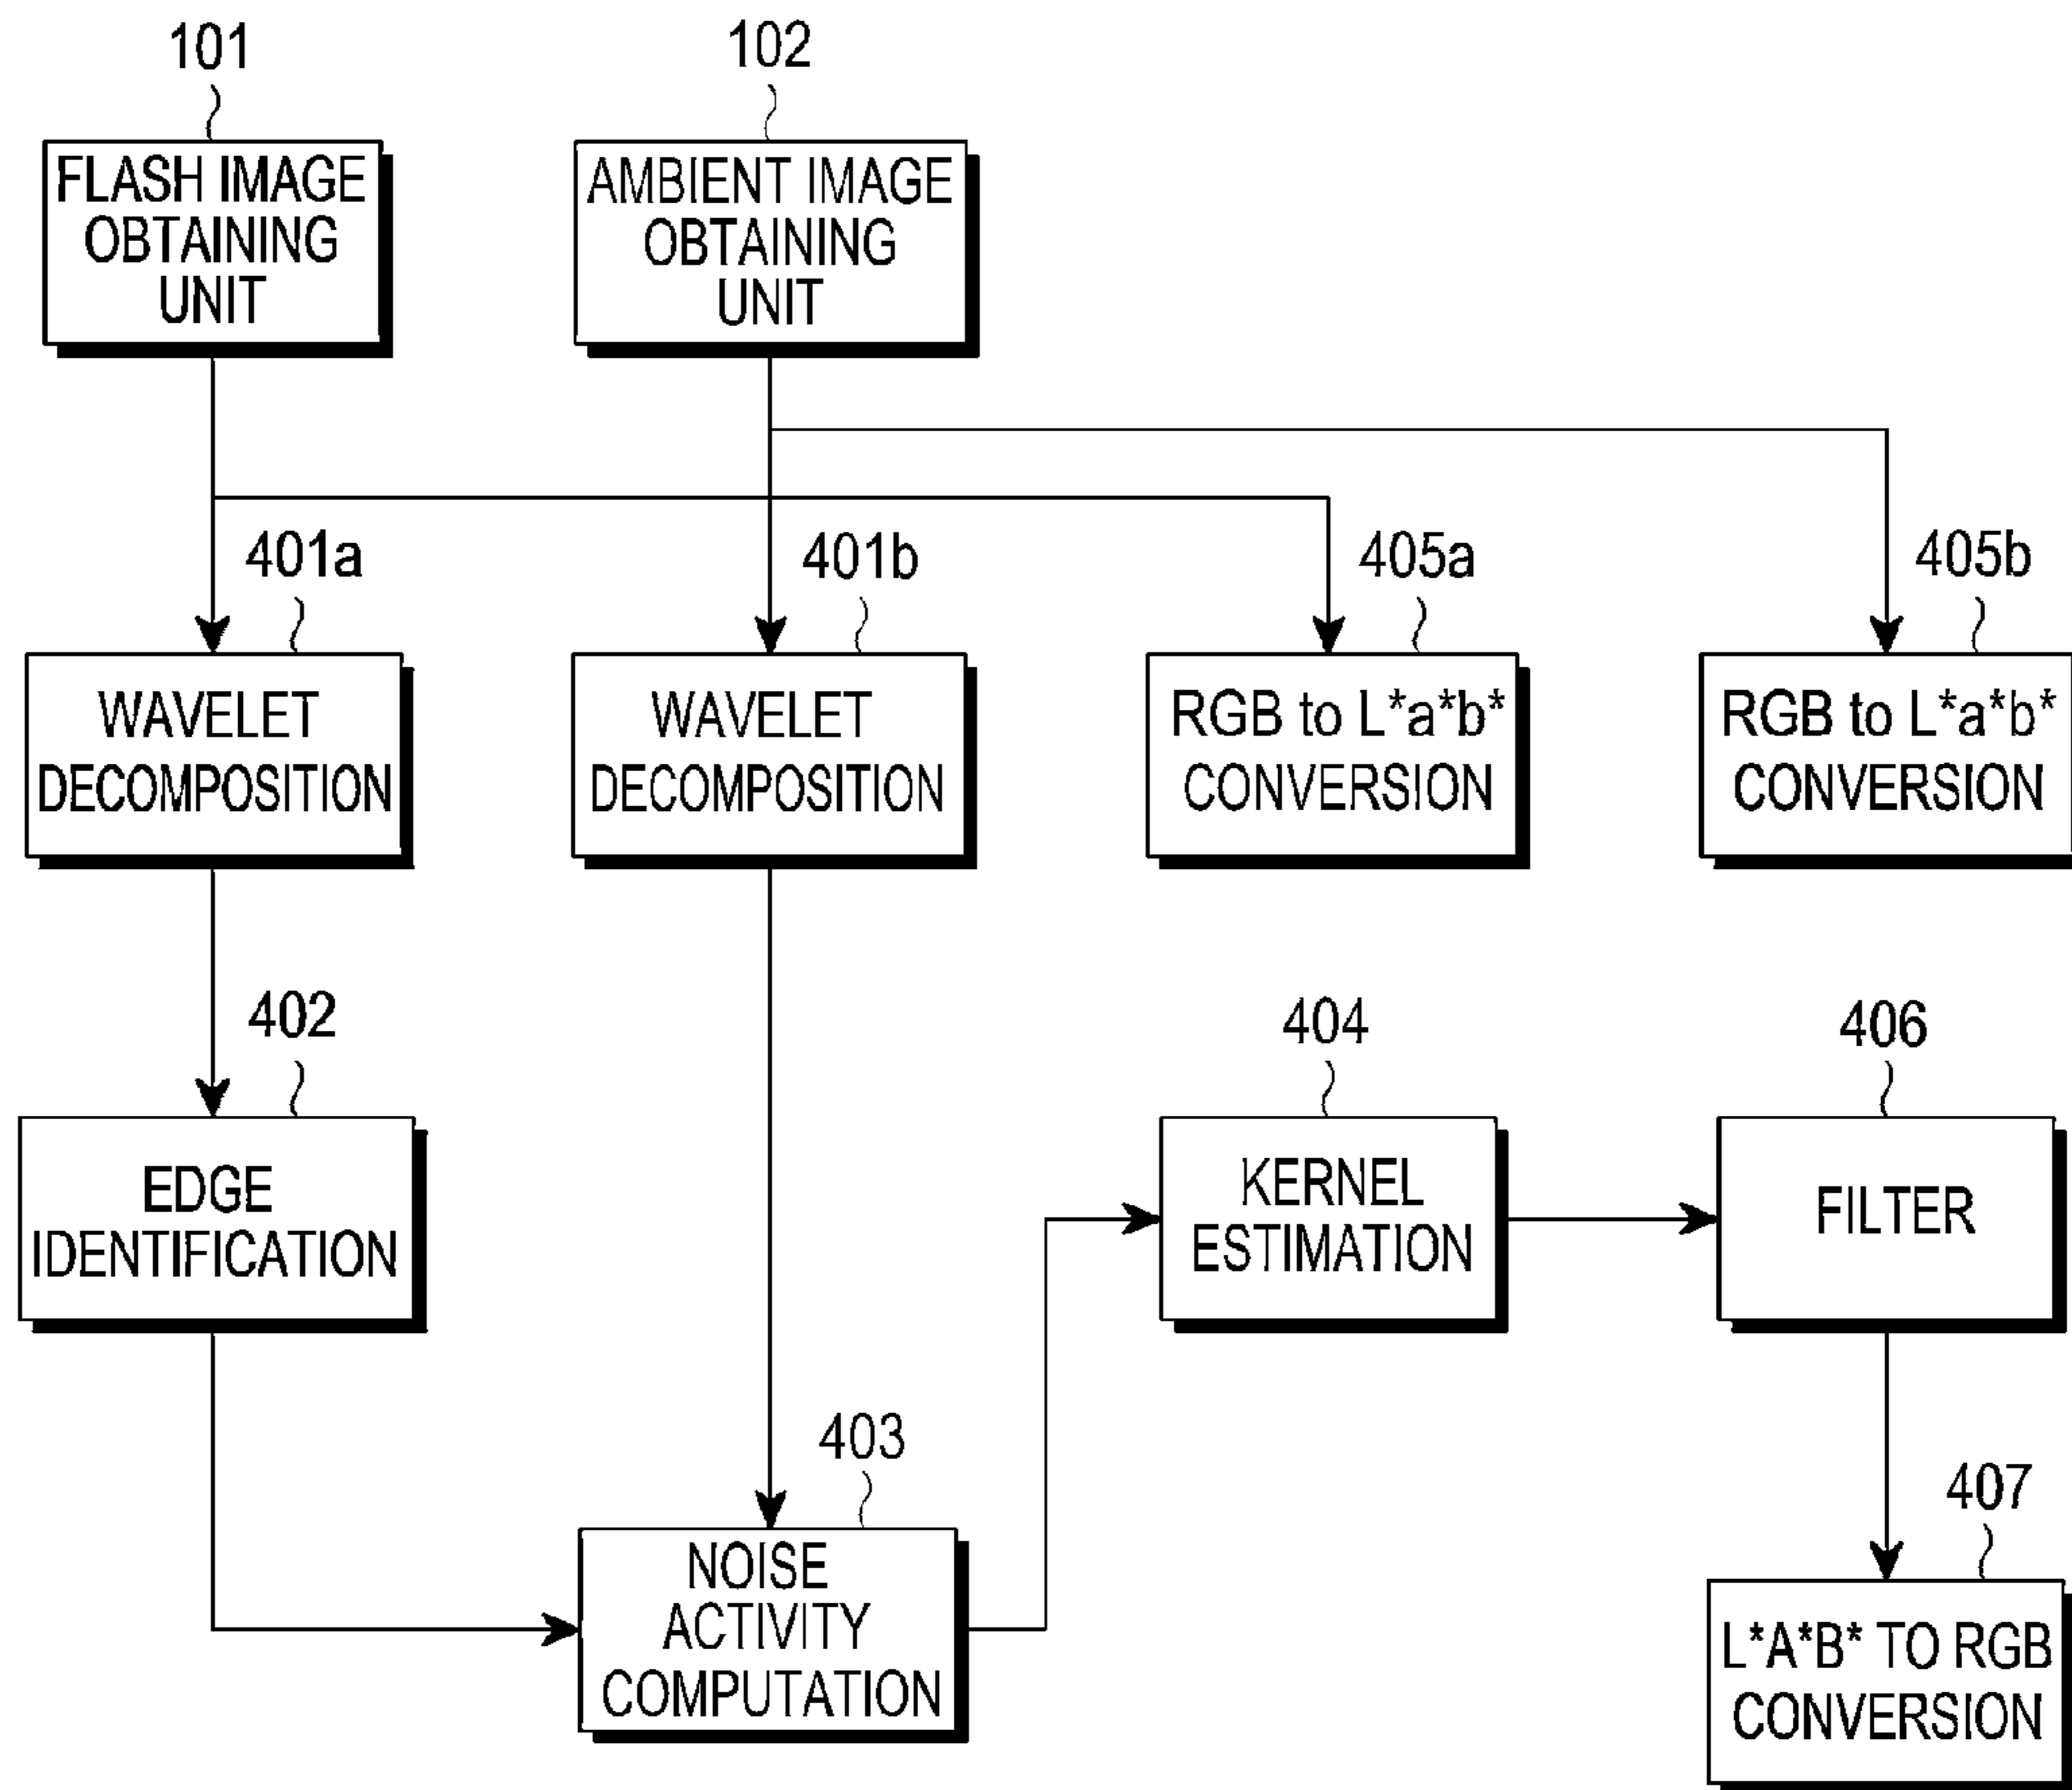 101
102
FLASH IMAGE
OBTAINING
UNIT
AMBIENT IMAGE
OBTAINING
UNIT
401a
401b
405a
405b
WAVELET
DECOMPOSITION
WAVELET
DECOMPOSITION
RGB to L*a*b*
CONVERSION
RGB to L*a*b*
CONVERSION
402
404
406
EDGE
IDENTIFICATION
KERNEL
ESTIMATION
FILTER
403
407
NOISE
ACTIVITY
COMPUTATION
L*A*B* TO RGB
CONVERSION